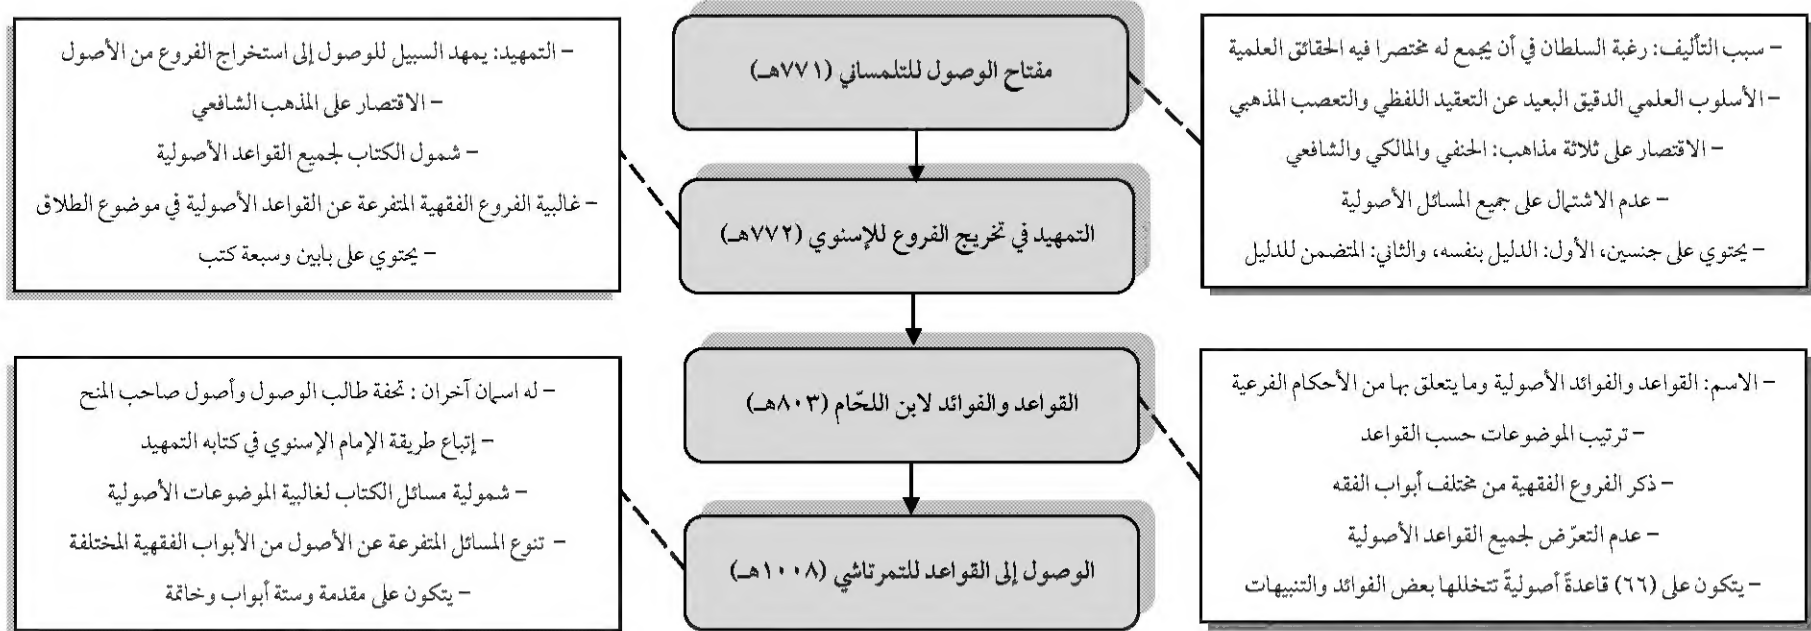 – سبب التأليف: رغبة السلطان في أن يجمع له مختصرا فيه الحقائق العلمية
– الأسلوب العلمي الدقيق البعيد عن التعقيد اللفظي والتعصب المذهبي
– الاقتصار على ثلاثة مذاهب: الحنفي والمالكي والشافعي
– عدم الاشتمال على جميع المسائل الأصولية
– يحتوي على جنسين، الأول: الدليل بنفسه، والثاني: المتضمن للدليل
مفتاح الوصول للتلمساني (٧٧١هـ)
– التمهيد: يمهد السبيل للوصول إلى استخراج الفروع من الأصول
– الاقتصار على المذهب الشافعي
– شمول الكتاب لجميع القواعد الأصولية
– غالبية الفروع الفقهية المتفرعة عن القواعد الأصولية في موضوع الطلاق
– يحتوي على بابين وسبعة كتب
التمهيد في تخريج الفروع للإسنوي (٧٧٢هـ)
– الاسم: القواعد والفوائد الأصولية وما يتعلق بها من الأحكام الفرعية
– ترتيب الموضوعات حسب القواعد
– ذكر الفروع الفقهية من مختلف أبواب الفقه
– عدم التعرّض لجميع القواعد الأصولية
– يتكون على (٦٦) قاعدةً أصوليةً تتخللها بعض الفوائد والتنبيهات
القواعد والفوائد لابن اللحّام (٨٠٣هـ)
– له اسمان آخران : تحفة طالب الوصول وأصول صاحب المنح
– إتباع طريقة الإمام الإسنوي في كتابه التمهيد
– شمولية مسائل الكتاب لغالبية الموضوعات الأصولية
– تنوع المسائل المتفرعة عن الأصول من الأبواب الفقهية المختلفة
– يتكون على مقدمة وستة أبواب وخاتمة
الوصول إلى القواعد للتمرتاشي (١٠٠٨هـ)